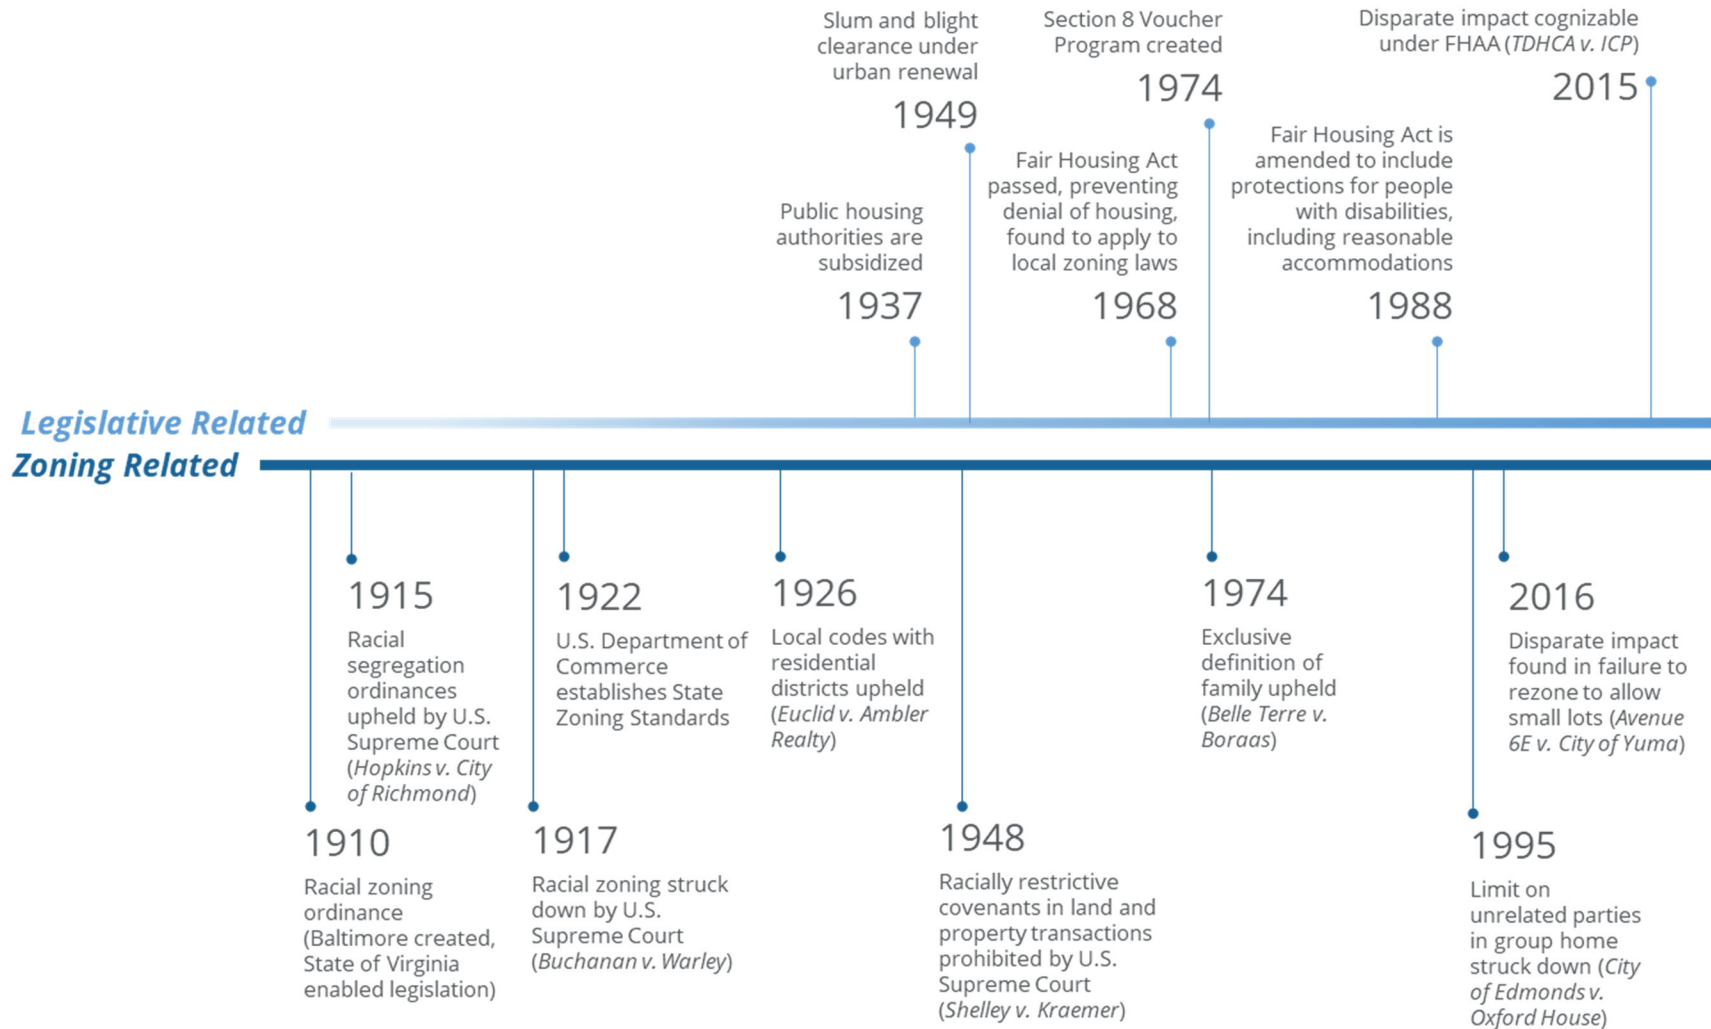 Slum and blight
clearance under
urban renewal
1949
Section 8 Voucher
Program created
1974
Disparate impact cognizable
under FHAA (TDHCA v. ICP)
2015
Public housing
authorities are
subsidized
1937
Fair Housing Act
passed, preventing
denial of housing,
found to apply to
local zoning laws
1968
Fair Housing Act is
amended to include
protections for people
with disabilities,
including reasonable
accommodations
1988
Legislative Related
Zoning Related
1915
Racial
segregation
ordinances
upheld by U.S.
Supreme Court
(Hopkins v. City
of Richmond)
1922
U.S. Department of
Commerce
establishes State
Zoning Standards
1926
Local codes with
residential
districts upheld
(Euclid v. Ambler
Realty)
1974
Exclusive
definition of
family upheld
(Belle Terre v.
Boraas)
2016
Disparate impact
found in failure to
rezone to allow
small lots (Avenue
6E v. City of Yuma)
1910
Racial zoning
ordinance
(Baltimore created,
State of Virginia
enabled legislation)
1917
Racial zoning struck
down by U.S.
Supreme Court
(Buchanan v. Warley)
1948
Racially restrictive
covenants in land and
property transactions
prohibited by U.S.
Supreme Court
(Shelley v. Kraemer)
1995
Limit on
unrelated parties
in group home
struck down (City
of Edmonds v.
Oxford House)